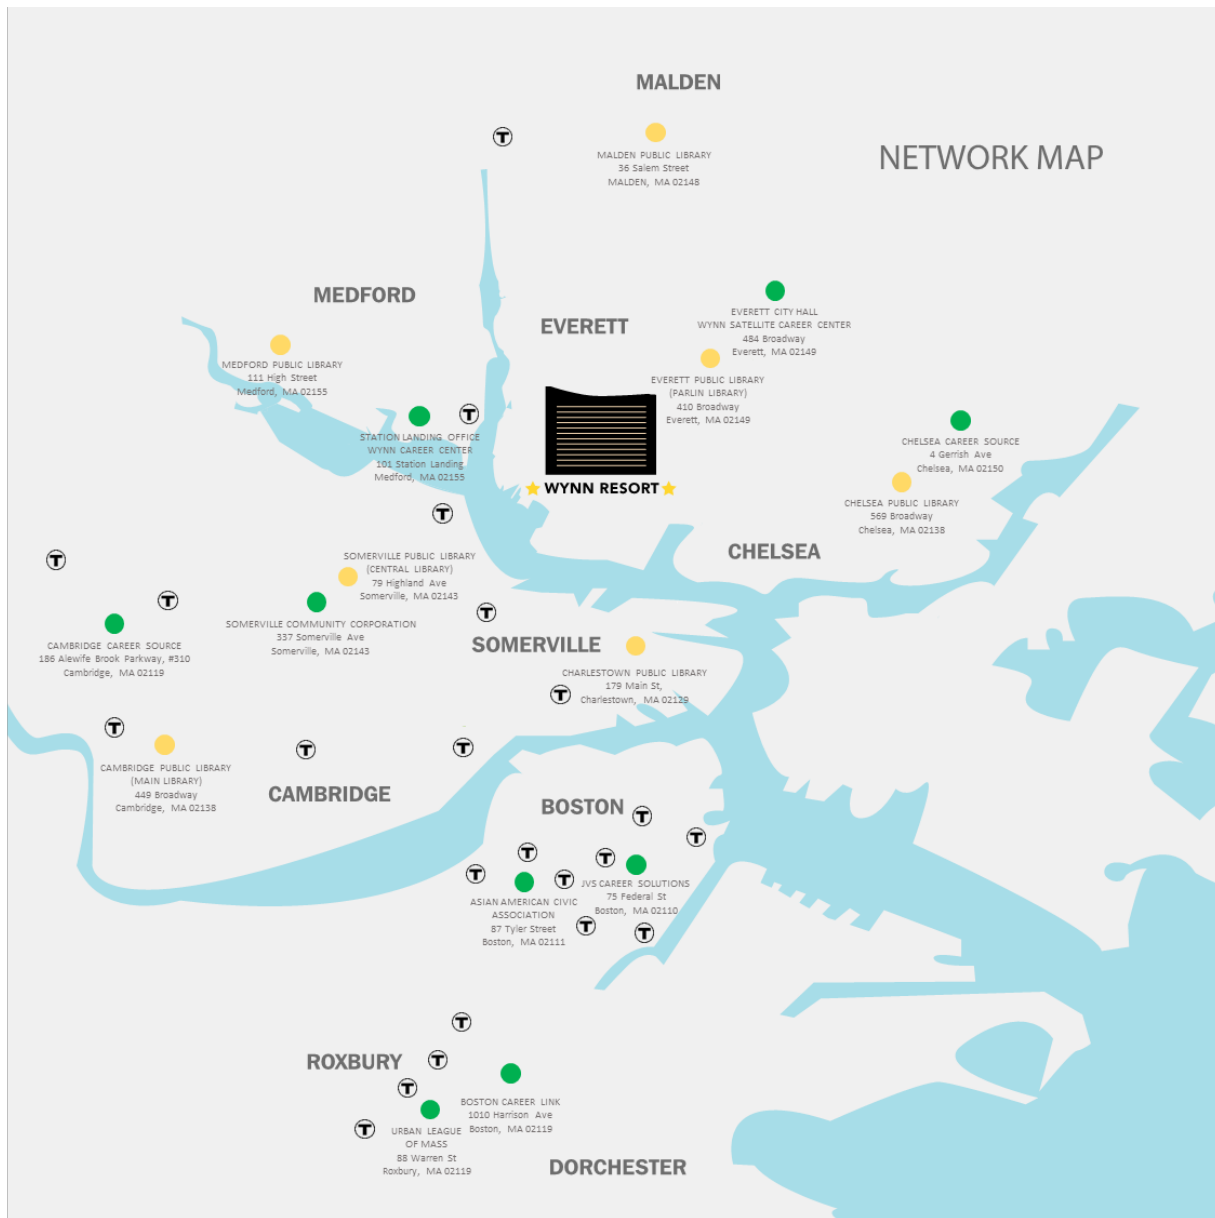 MALDEN
T
MALDEN PUBLIC LIBRARY
36 Salem Street
MALDEN, MA 02148
NETWORK MAP
MEDFORD
EVERETT
EVERETT CITY HALL
WYNN SATELLITE CAREER CENTER
484 Broadway
Everett, MA 02149
MEDFORD PUBLIC LIBRARY
111 High Street
Medford, MA 02155
EVERETT PUBLIC LIBRARY
(PARLIN LIBRARY)
410 Broadway
Everett, MA 02149
T
STATION LANDING OFFICE
WYNN CAREER CENTER
101 Station Landing
Medford, MA 02155
WYNN RESORT
CHELSEA CAREER SOURCE
4 Gerrish Ave
Chelsea, MA 02150
CHELSEA PUBLIC LIBRARY
569 Broadway
Chelsea, MA 02138
T
CHELSEA
T
SOMERVILLE PUBLIC LIBRARY
(CENTRAL LIBRARY)
79 Highland Ave
Somerville, MA 02143
T
T
SOMERVILLE COMMUNITY CORPORATION
337 Somerville Ave
Somerville, MA 02143
CAMBRIDGE CAREER SOURCE
186 Alewife Brook Parkway, #310
Cambridge, MA 02119
SOMERVILLE
CHARLESTOWN PUBLIC LIBRARY
179 Main St,
Charlestown, MA 02129
T
T
T
T
CAMBRIDGE PUBLIC LIBRARY
(MAIN LIBRARY)
449 Broadway
Cambridge, MA 02138
CAMBRIDGE
BOSTON
T
T
T
T
T
T
JVS CAREER SOLUTIONS
75 Federal St
Boston, MA 02110
ASIAN AMERICAN CIVIC
ASSOCIATION
87 Tyler Street
Boston, MA 02111
T
T
T
ROXBURY
T
T
BOSTON CAREER LINK
1010 Harrison Ave
Boston, MA 02119
T
URBAN LEAGUE
OF MASS
88 Warren St
Roxbury, MA 02119
DORCHESTER